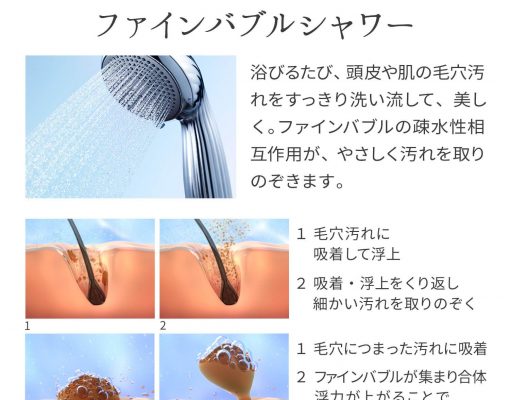 ファインバブルシャワー
浴びるたび、頭皮や肌の毛穴汚
れをすっきり洗い流して、美し
く。ファインバブルの疎水性相
互作用が、やさしく汚れを取り
のぞきます。
1 毛穴汚れに
吸着して浮上
2 吸着・浮上をくり返し
細かい汚れを取りのぞく
1 2
1 毛穴につまった汚れに吸着
2 ファインバブルが集まり合体
浮力が上がることで